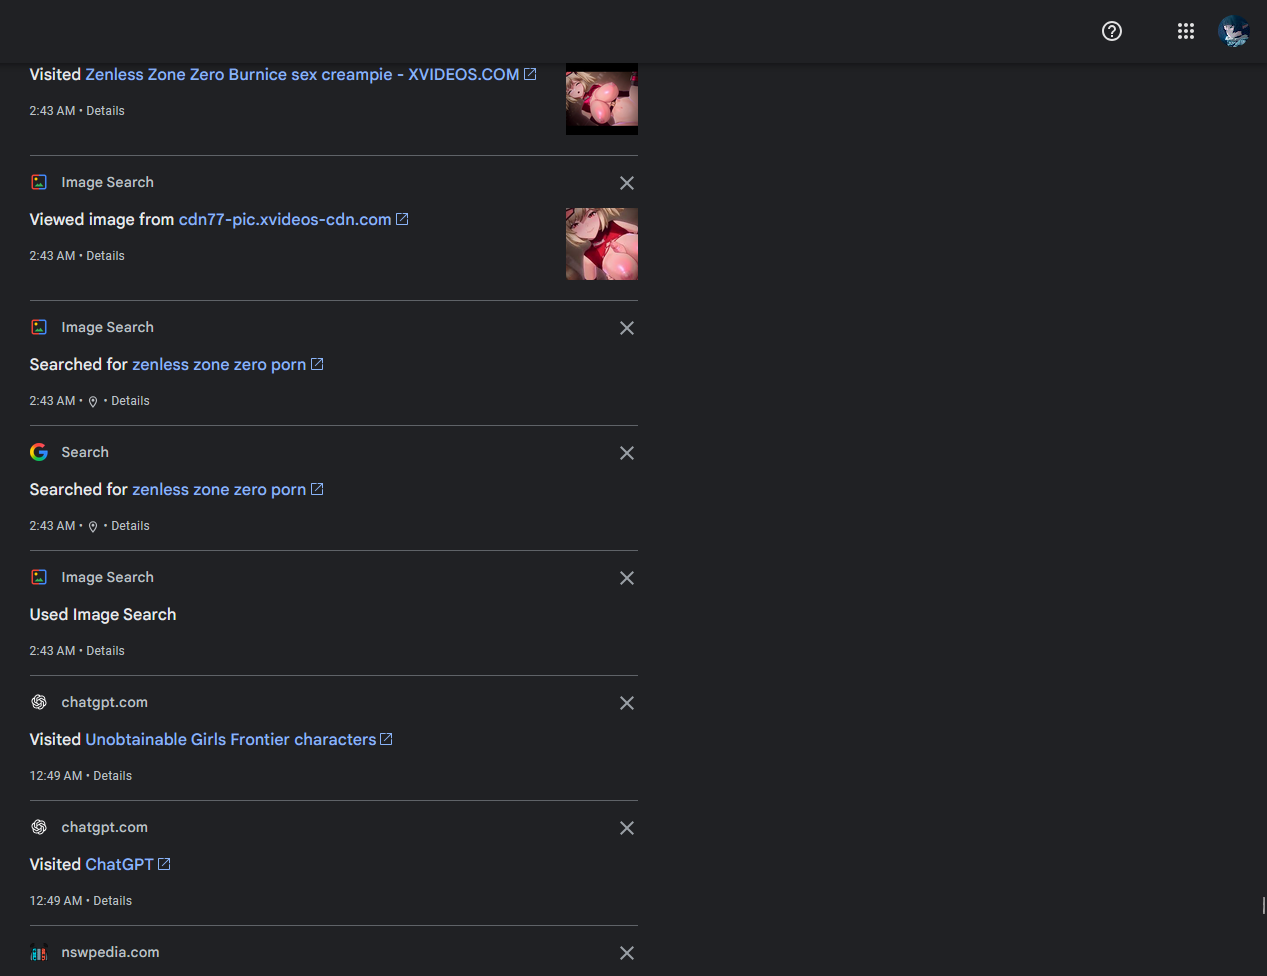 Visited Zenless Zone Zero Burnice sex creampie - XVIDEOS.COM
2:43 AM • Details
Image Search
Viewed image from cdn77-pic.xvideos-cdn.com
2:43 AM • Details
Image Search
Searched for zenless zone zero porn
2:43 AM • • Details
Search
Searched for zenless zone zero porn
2:43 AM • • Details
Image Search
Used Image Search
2:43 AM • Details
chatgpt.com
Visited Unobtainable Girls Frontier characters
12:49 AM • Details
chatgpt.com
Visited ChatGPT
12:49 AM • Details
nswpedia.com